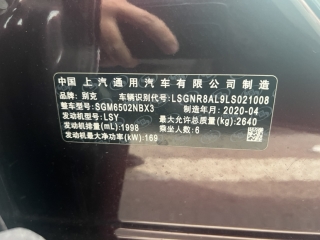 中国上汽通用汽车有限公司制造
品牌：别克 车辆识别代号：LSGNR8AL9LS021008
整车型号：SGM6502NBX3 制造年月：2020-04
发动机型号：LSY 最大允许总质量(kg)：2640
发动机排量(mL)：1998 乘坐人数：6
发动机最大净功率(kW)：169